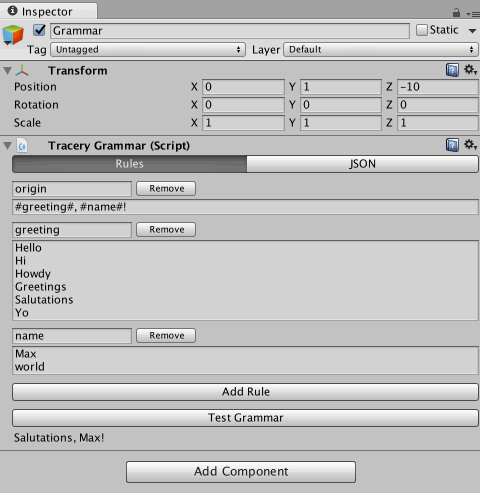 Inspector
Grammar
Static
Tag Untagged Layer Default
Transform
Position X 0 Y 1 Z -10
Rotation X 0 Y 0 Z 0
Scale X 1 Y 1 Z 1
Tracery Grammar (Script)
Rules JSON
origin Remove
#greeting#, #name#!
greeting Remove
Hello
Hi
Howdy
Greetings
Salutations
Yo
name Remove
Max
world
Add Rule
Test Grammar
Salutations, Max!
Add Component